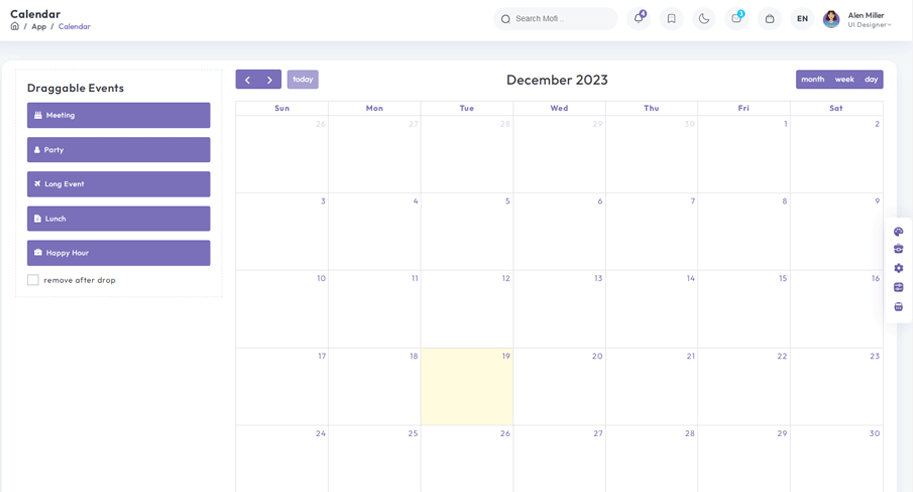 Calendar
Search Mofi ..
4
3
EN
Alen Miller
UI Designer
/ App / Calendar
Draggable Events
Meeting
Party
Long Event
Lunch
Happy Hour
remove after drop
today
December 2023
month week day
Sun Mon Tue Wed Thu Fri Sat
26 27 28 29 30 1 2
3 4 5 6 7 8 9
10 11 12 13 14 15 16
17 18 19 20 21 22 23
24 25 26 27 28 29 30